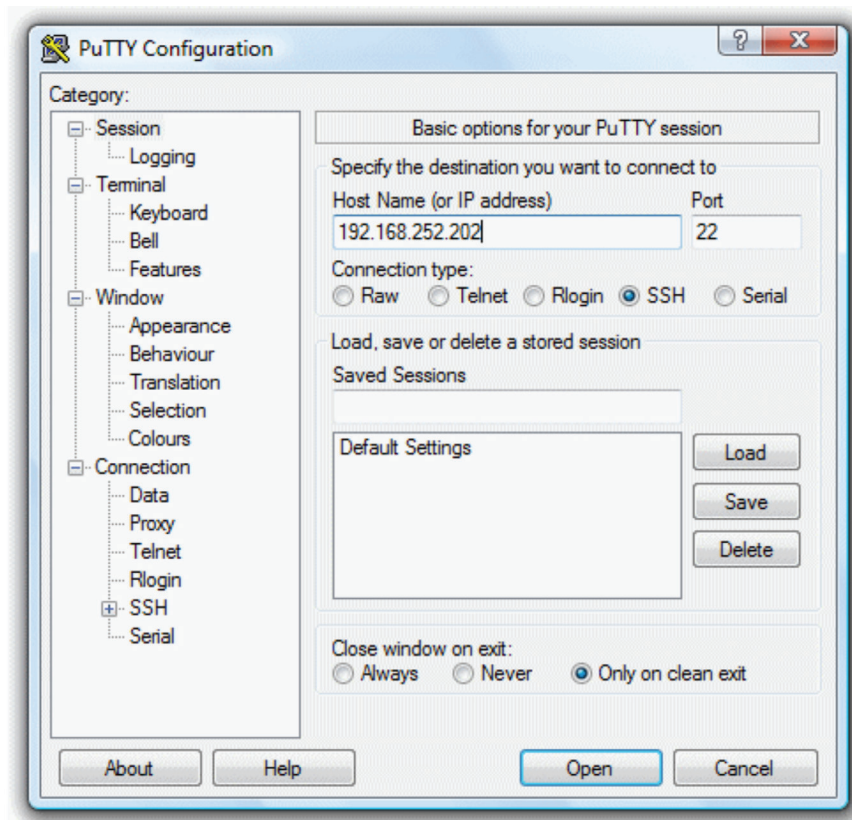 PuTTY Configuration
Category:
Session
Logging
Terminal
Keyboard
Bell
Features
Window
Appearance
Behaviour
Translation
Selection
Colours
Connection
Data
Proxy
Telnet
Rlogin
SSH
Serial
Basic options for your PuTTY session
Specify the destination you want to connect to
Host Name (or IP address) Port
192.168.252.202 22
Connection type:
Raw Telnet Rlogin SSH Serial
Load, save or delete a stored session
Saved Sessions
Default Settings
Load
Save
Delete
Close window on exit:
Always Never Only on clean exit
About Help Open Cancel